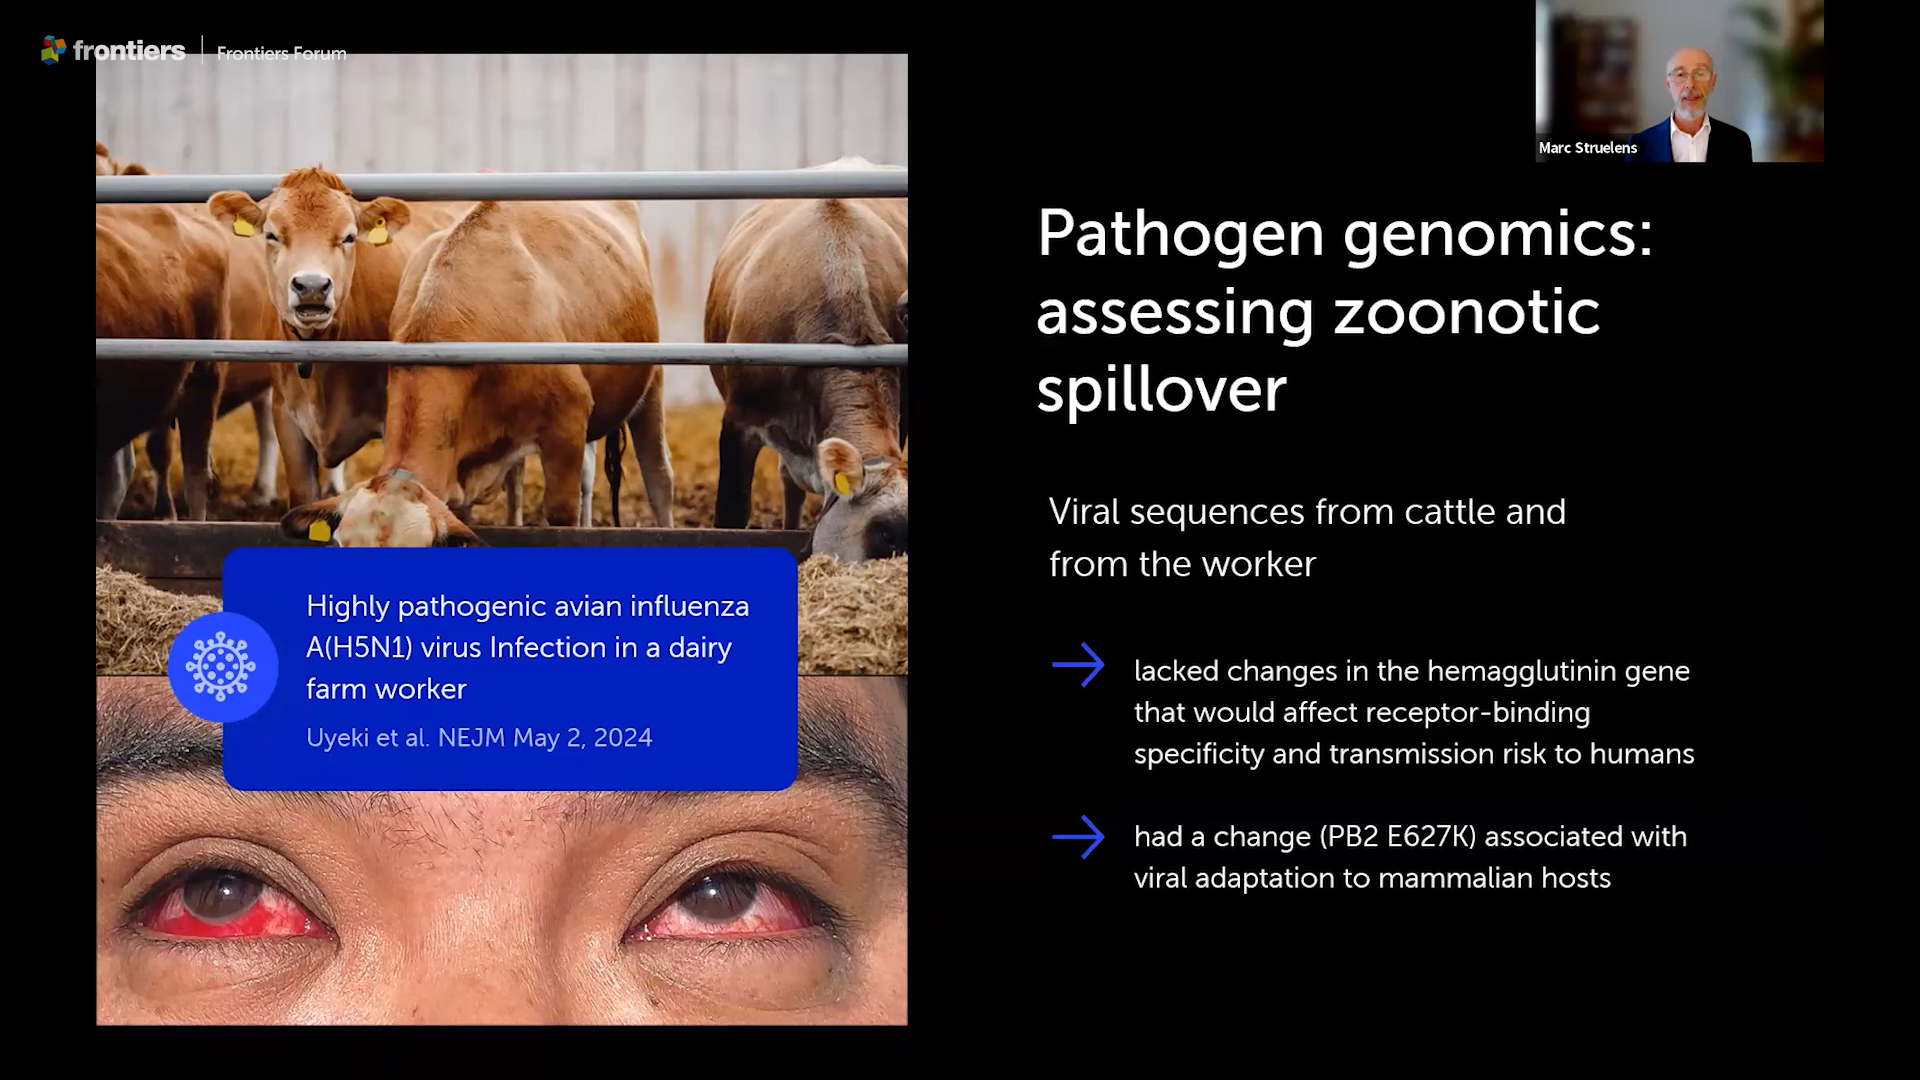 frontiers | Frontiers Forum
Marc Struelens
Pathogen genomics:
assessing zoonotic
spillover
Viral sequences from cattle and
from the worker
lacked changes in the hemagglutinin gene
that would affect receptor-binding
specificity and transmission risk to humans
had a change (PB2 E627K) associated with
viral adaptation to mammalian hosts
Highly pathogenic avian influenza
A(H5N1) virus Infection in a dairy
farm worker
Uyeki et al. NEJM May 2, 2024